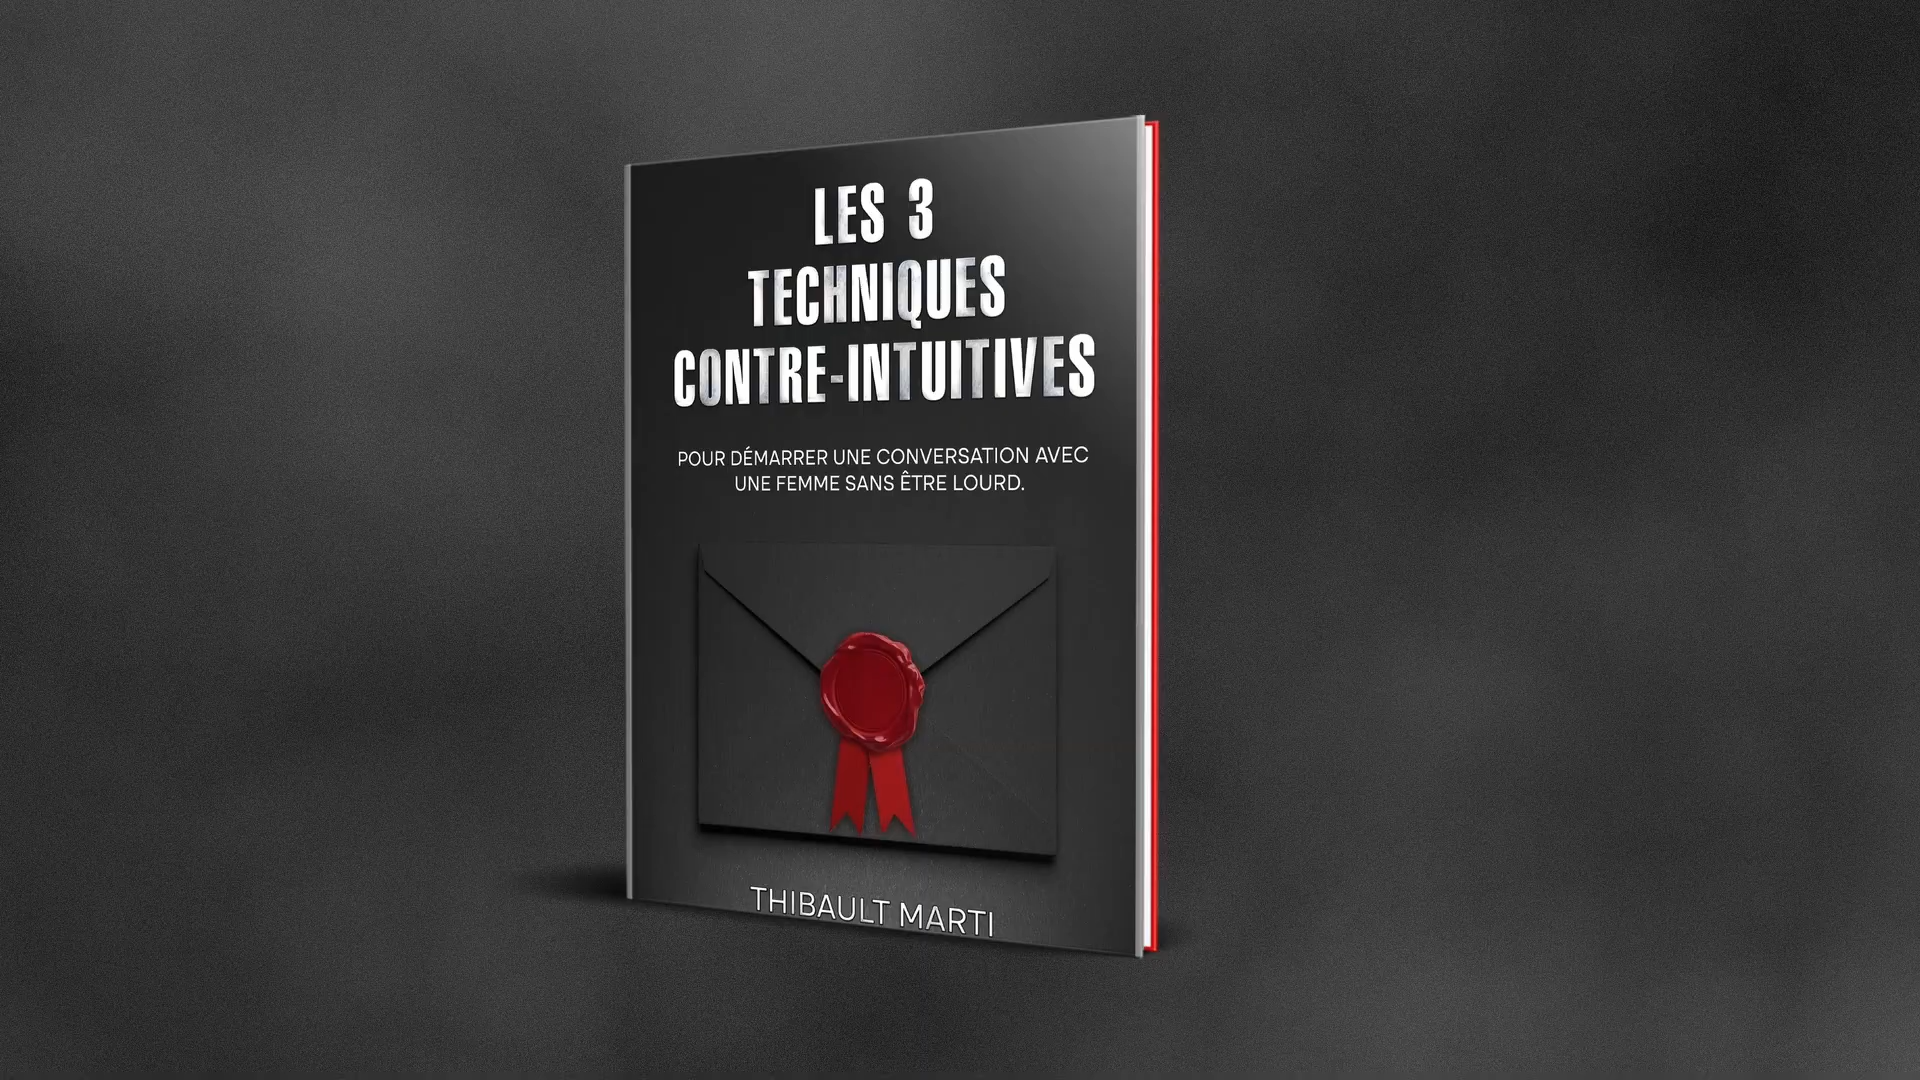 LES 3
TECHNIQUES
CONTRE-INTUITIVES
POUR DÉMARRER UNE CONVERSATION AVEC
UNE FEMME SANS ÊTRE LOURD.
THIBAULT MARTI